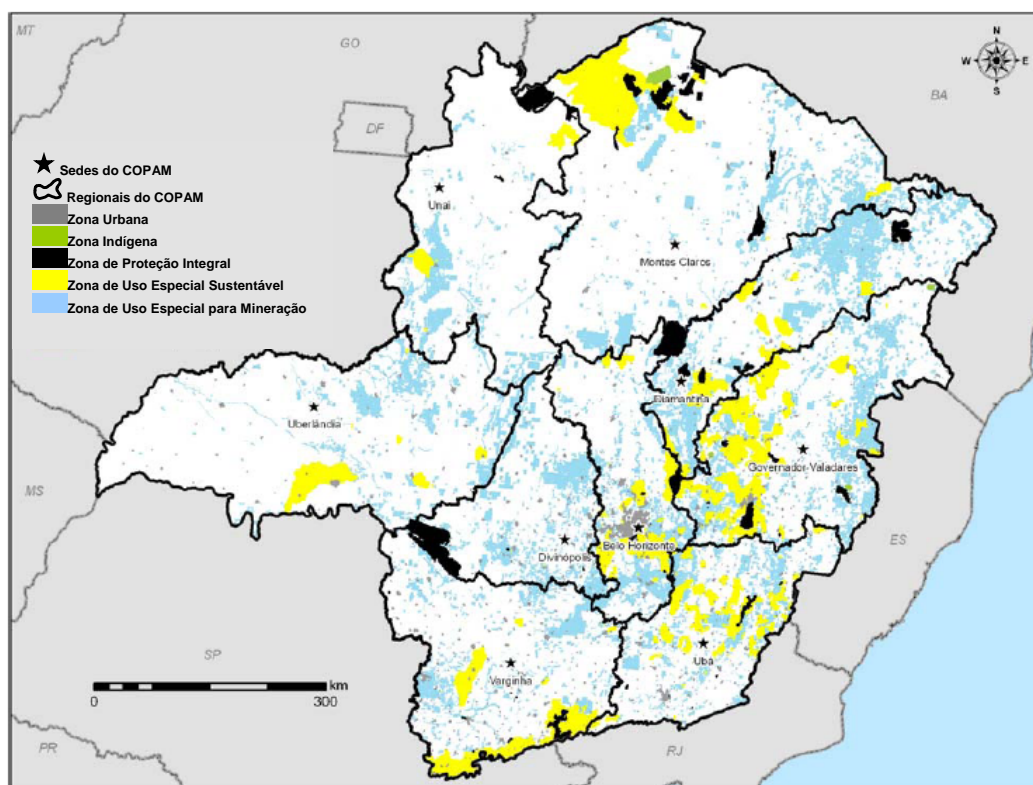 MT
GO
N
W E
S
BA
DF
Sedes do COPAM
Regionais do COPAM
Zona Urbana
Zona Indígena
Zona de Proteção Integral
Zona de Uso Especial Sustentável
Zona de Uso Especial para Mineração
Unaí
Montes Claros
Diamantina
Uberlândia
Governador-Valadares
MS
ES
Belo Horizonte
Divinópolis
SP
Ubá
Varginha
km
0 300
PR
RJ